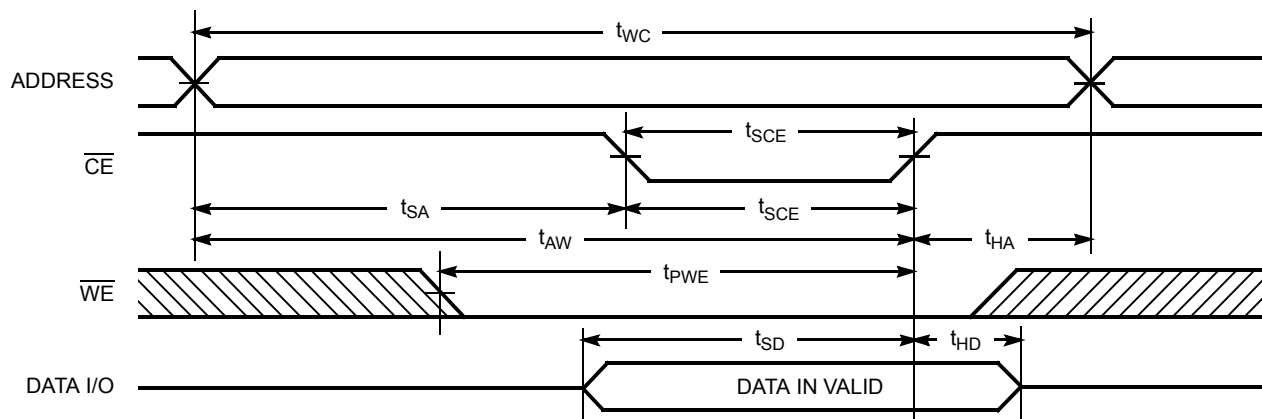 tWC
ADDRESS
tSCE
CE
tSA
tSCE
tAW
tHA
WE
tPWE
tSD
tHD
DATA I/O
DATA IN VALID